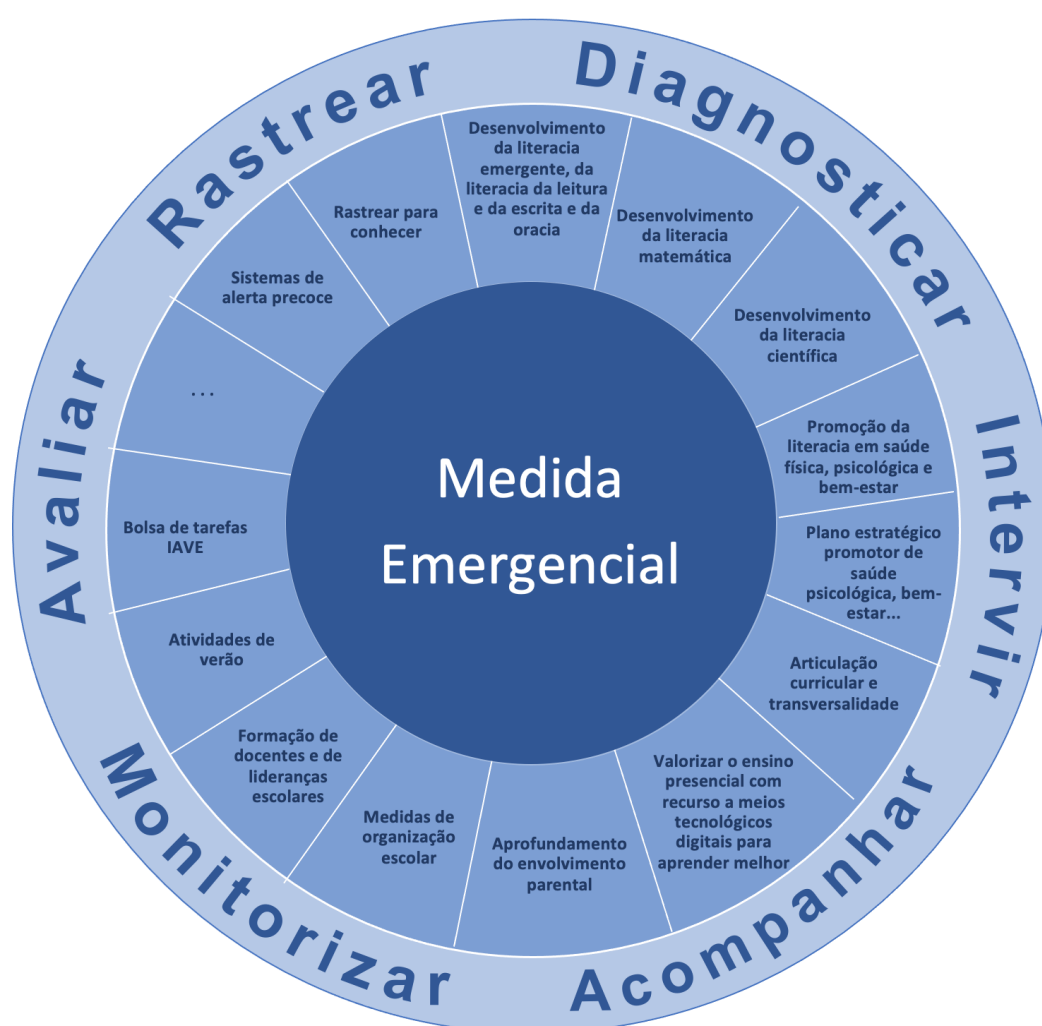 Rastrear
Diagnosticar
Intervir
Acompanhar
Monitorizar
Avaliar
Medida
Emergencial
Desenvolvimento
da literacia
emergente, da
literacia da leitura
e da escrita e da
oracia
Desenvolvimento
da literacia
matemática
Desenvolvimento
da literacia
científica
Promoção da
literacia em saúde
física, psicológica e
bem-estar
Plano estratégico
promotor de
saúde
psicológica, bem-
estar...
Articulação
curricular e
transversalidade
Valorizar o ensino
presencial com
recurso a meios
tecnológicos
digitais para
aprender melhor
Aprofundamento
do envolvimento
parental
Medidas de
organização
escolar
Formação de
docentes e de
lideranças
escolares
Atividades de
verão
Bolsa de tarefas
IAVE
...
Sistemas de
alerta precoce
Rastrear para
conhecer